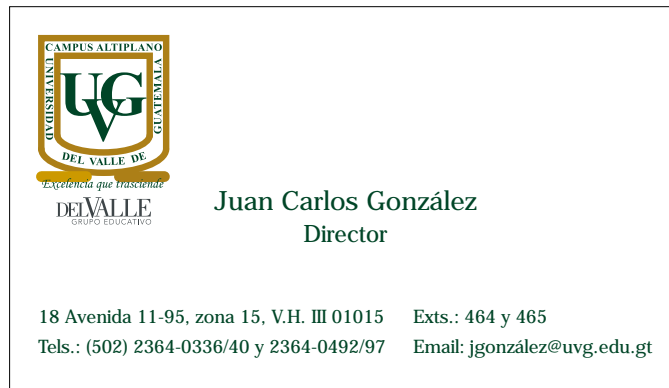 CAMPUS ALTIPLANO
UNIVERSIDAD
DEL VALLE DE
GUATEMALA
UVG
Excelencia que trasciende
DELVALLE
GRUPO EDUCATIVO
Juan Carlos González
Director
18 Avenida 11-95, zona 15, V.H. III 01015
Exts.: 464 y 465
Tels.: (502) 2364-0336/40 y 2364-0492/97
Email: jgonzález@uvg.edu.gt